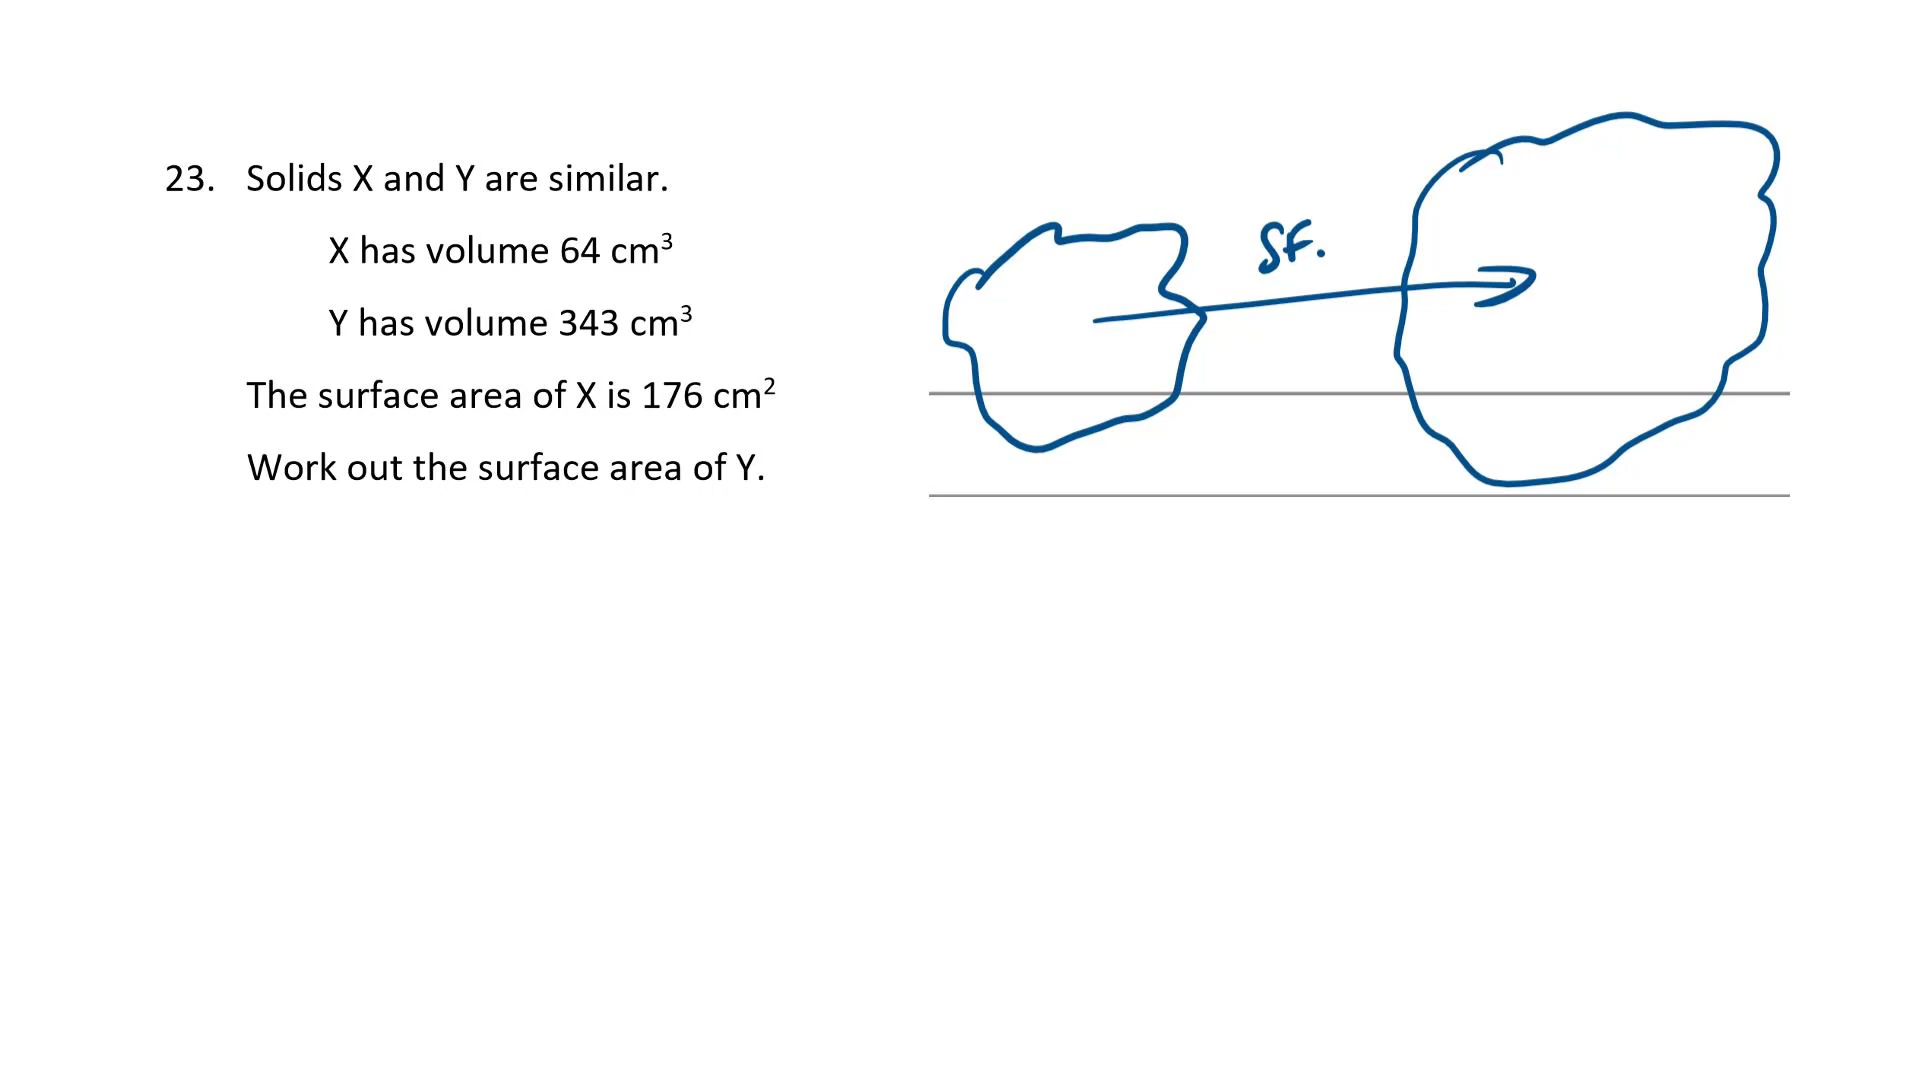 23. Solids X and Y are similar.
X has volume 64 cm³
Y has volume 343 cm³
The surface area of X is 176 cm²
Work out the surface area of Y.
SF.